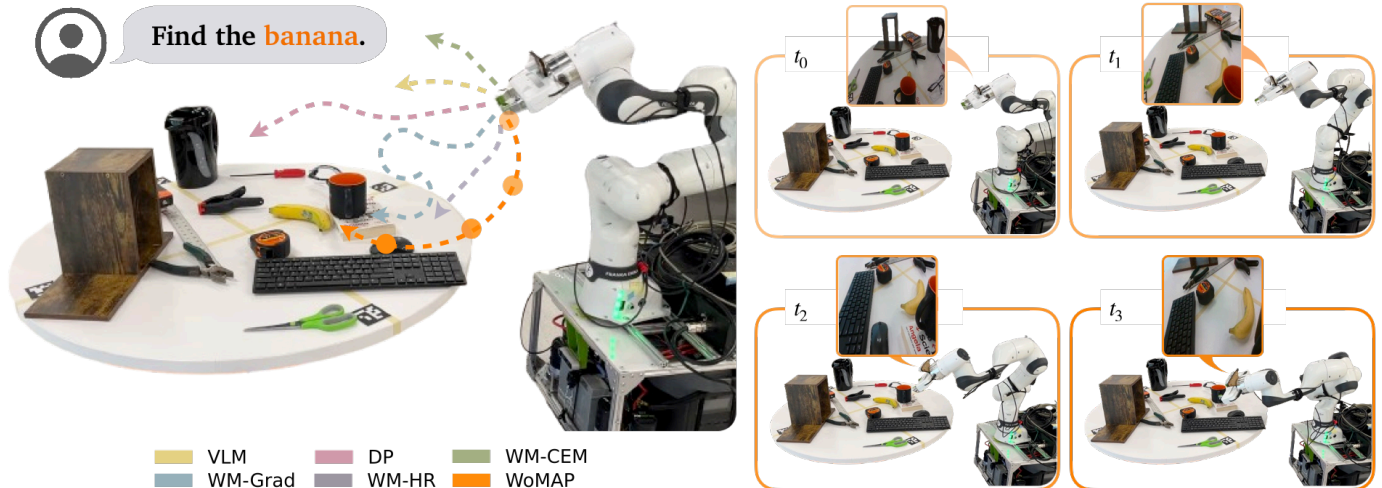 Find the banana.
t0
t1
t2
t3
VLM
DP
WM-CEM
WM-Grad
WM-HR
WoMAP